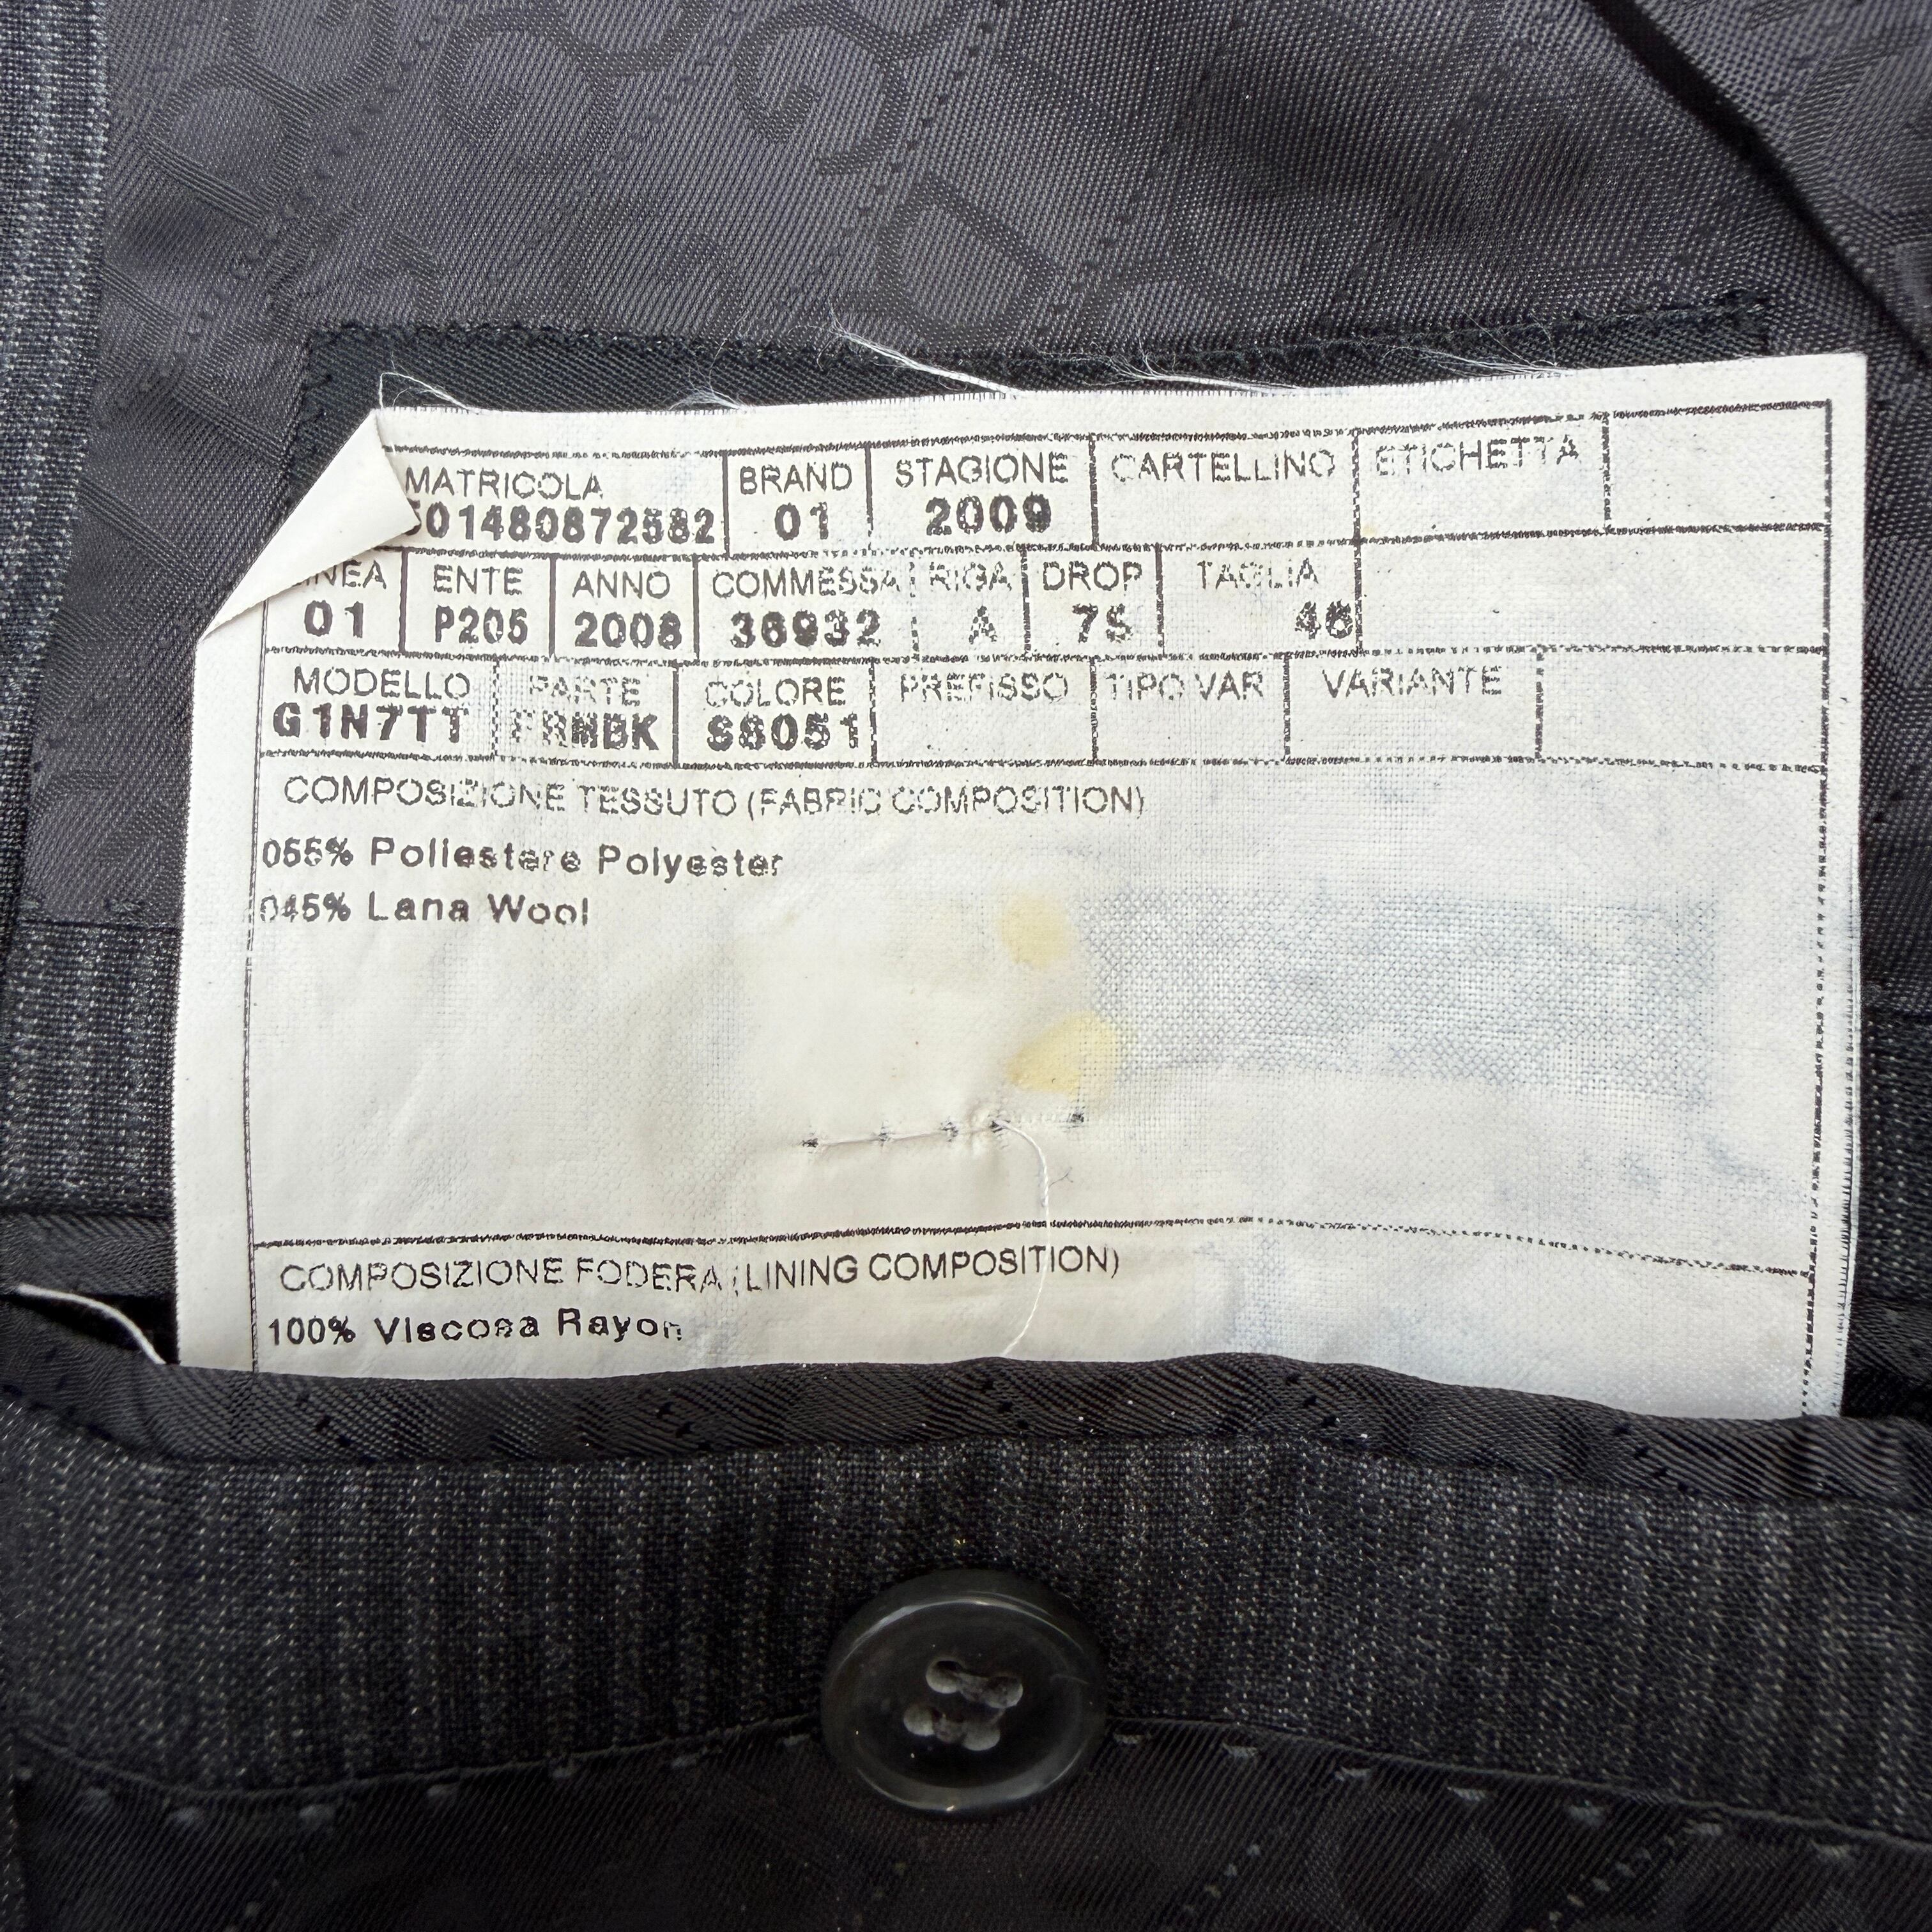 MATRICOLA BRAND STAGIONE CARTELLINO ETICHETTA
01480872582 01 2009
ENTE ANNO COMMESSA RIGA DROP TAGLIA
01 P205 2008 36932 A 7S 46
MODELLO PARTE COLORE PREFISSO TIPO VAR VARIANTE
G1N7TT S8051
COMPOSIZIONE TESSUTO (FABRIC COMPOSITION)
055% Poliestere Polyester
045% Lana Wool
COMPOSIZIONE FODERA (LINING COMPOSITION)
100% Viscosa Rayon